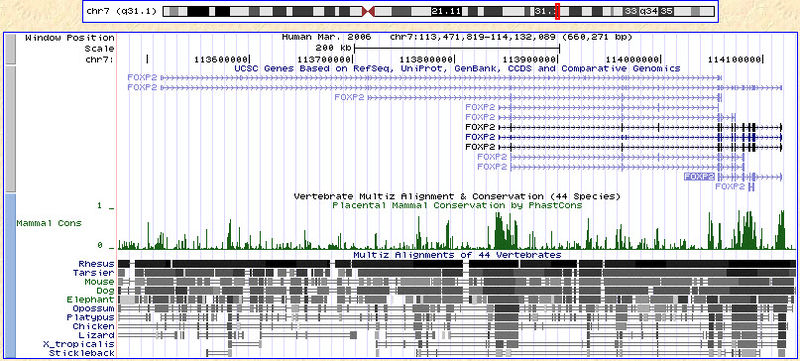 chr7 (q31.1) 21.11 31.1 33 q34 35
Window Position Human Mar. 2006 chr7:113,471,819-114,132,089 (660,271 bp)
Scale 200 kb
chr7: 113600000 113700000 113800000 113900000 114000000 114100000
UCSC Genes Based on RefSeq, UniProt, GenBank, CCDS and Comparative Genomics
FOXP2
FOXP2
FOXP2
FOXP2
FOXP2
FOXP2
FOXP2
FOXP2
FOXP2
FOXP2
FOXP2
FOXP2
Vertebrate Multiz Alignment & Conservation (44 Species)
Placental Mammal Conservation by PhastCons
1
Mammal Cons
0
Multiz Alignments of 44 Vertebrates
Rhesus
Tarsier
Mouse
Dog
Elephant
Opossum
Platypus
Chicken
Lizard
X_tropicalis
Stickleback